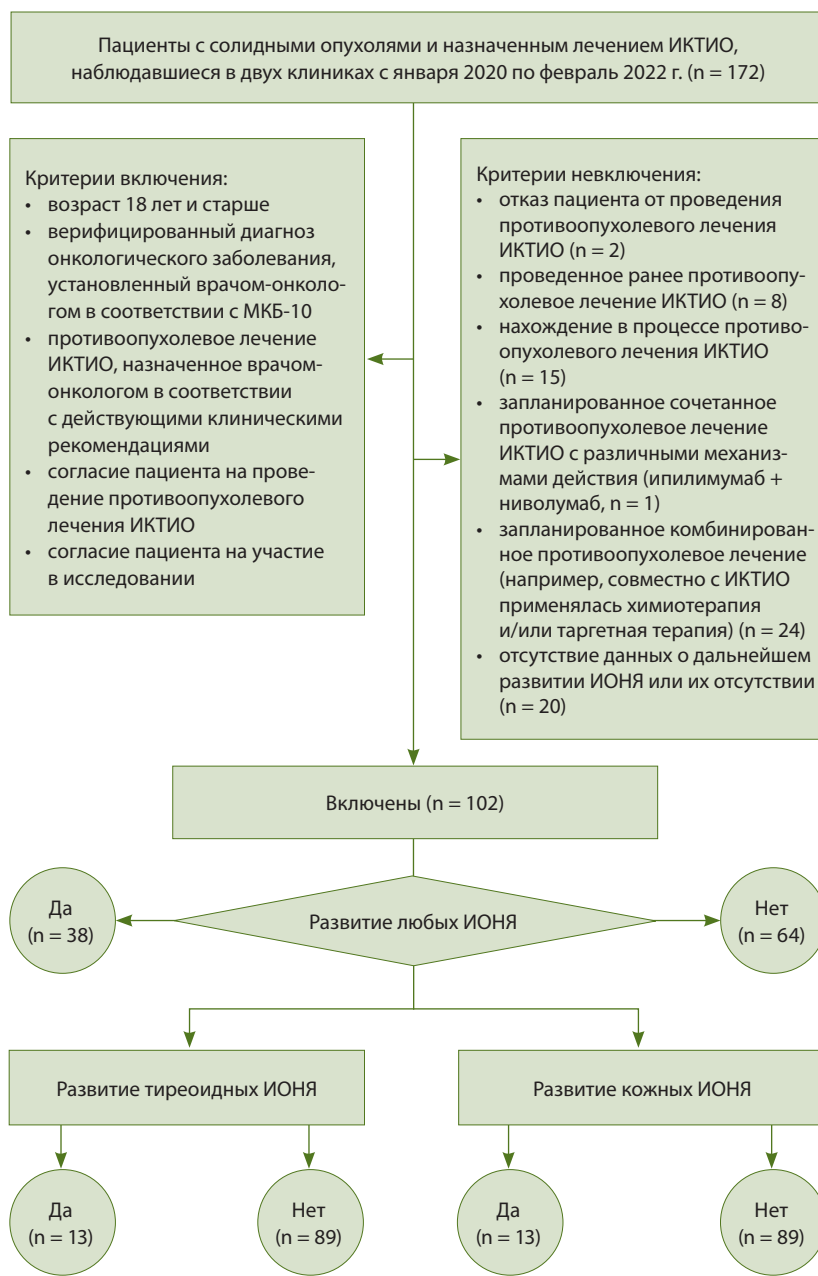 Пациенты с солидными опухолями и назначенным лечением ИКТИО,
наблюдавшиеся в двух клиниках с января 2020 по февраль 2022 г. (n = 172)
Критерии включения:
• возраст 18 лет и старше
• верифицированный диагноз
онкологического заболевания,
установленный врачом-онколо-
гом в соответствии с МКБ-10
• противоопухолевое лечение
ИКТИО, назначенное врачом-
онкологом в соответствии
с действующими клиническими
рекомендациями
• согласие пациента на прове-
дение противоопухолевого
лечения ИКТИО
• согласие пациента на участие
в исследовании
Критерии невключения:
• отказ пациента от проведения
противоопухолевого лечения
ИКТИО (n = 2)
• проведенное ранее противоопу-
холевое лечение ИКТИО (n = 8)
• нахождение в процессе противо-
опухолевого лечения ИКТИО
(n = 15)
• запланированное сочетанное
противоопухолевое лечение
ИКТИО с различными механиз-
мами действия (ипилимумаб +
ниволумаб, n = 1)
• запланированное комбинирован-
ное противоопухолевое лечение
(например, совместно с ИКТИО
применялась химиотерапия
и/или таргетная терапия) (n = 24)
• отсутствие данных о дальнейшем
развитии ИОНЯ или их отсутствии
(n = 20)
Включены (n = 102)
Да
(n = 38)
Развитие любых ИОНЯ
Нет
(n = 64)
Развитие тиреоидных ИОНЯ
Развитие кожных ИОНЯ
Да
(n = 13)
Нет
(n = 89)
Да
(n = 13)
Нет
(n = 89)